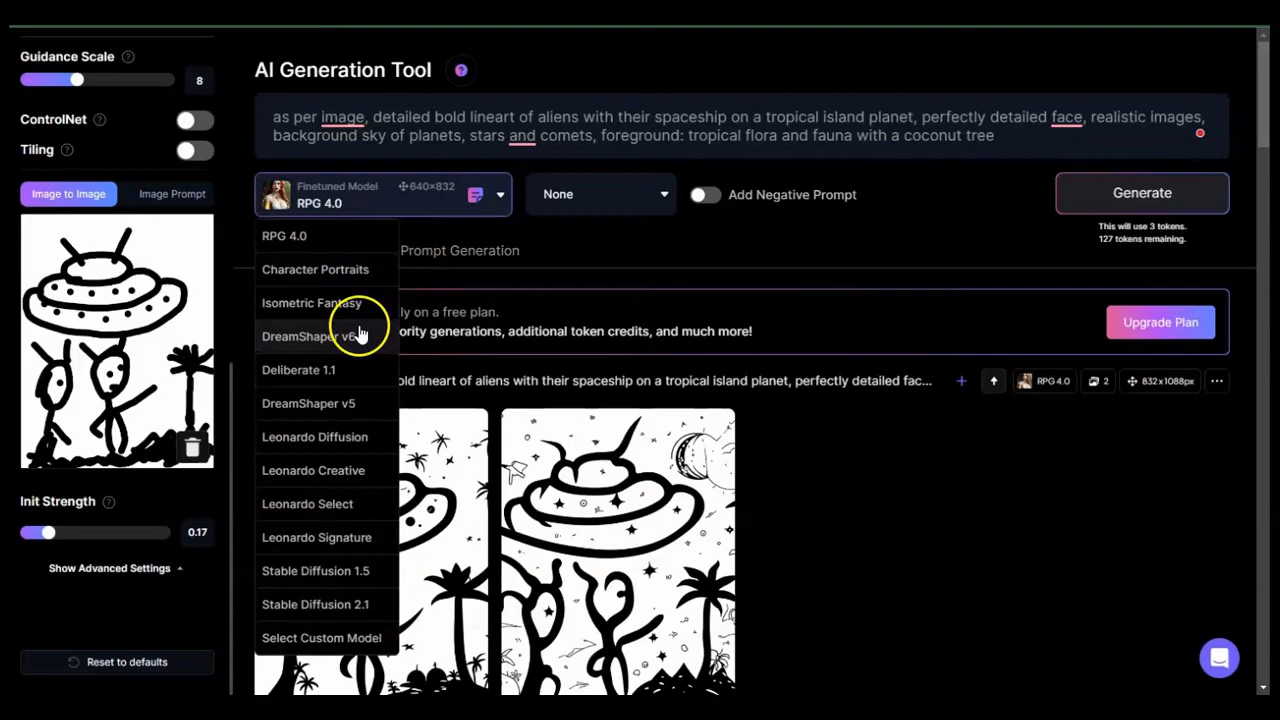 Guidance Scale
8
ControlNet
Tiling
Image to Image
Image Prompt
Init Strength
0.17
Show Advanced Settings
Reset to defaults
AI Generation Tool
as per image, detailed bold lineart of aliens with their spaceship on a tropical island planet, perfectly detailed face, realistic images,
background sky of planets, stars and comets, foreground: tropical flora and fauna with a coconut tree
Finetuned Model
640×832
RPG 4.0
None
Add Negative Prompt
Generate
This will use 3 tokens.
127 tokens remaining.
RPG 4.0
Character Portraits
Isometric Fantasy
DreamShaper
Deliberate 1.1
DreamShaper v5
Leonardo Diffusion
Leonardo Creative
Leonardo Select
Leonardo Signature
Stable Diffusion 1.5
Stable Diffusion 2.1
Select Custom Model
Prompt Generation
ly on a free plan.
ority generations, additional token credits, and much more!
Upgrade Plan
old lineart of aliens with their spaceship on a tropical island planet, perfectly detailed fac...
RPG 4.0
2
832x1088px